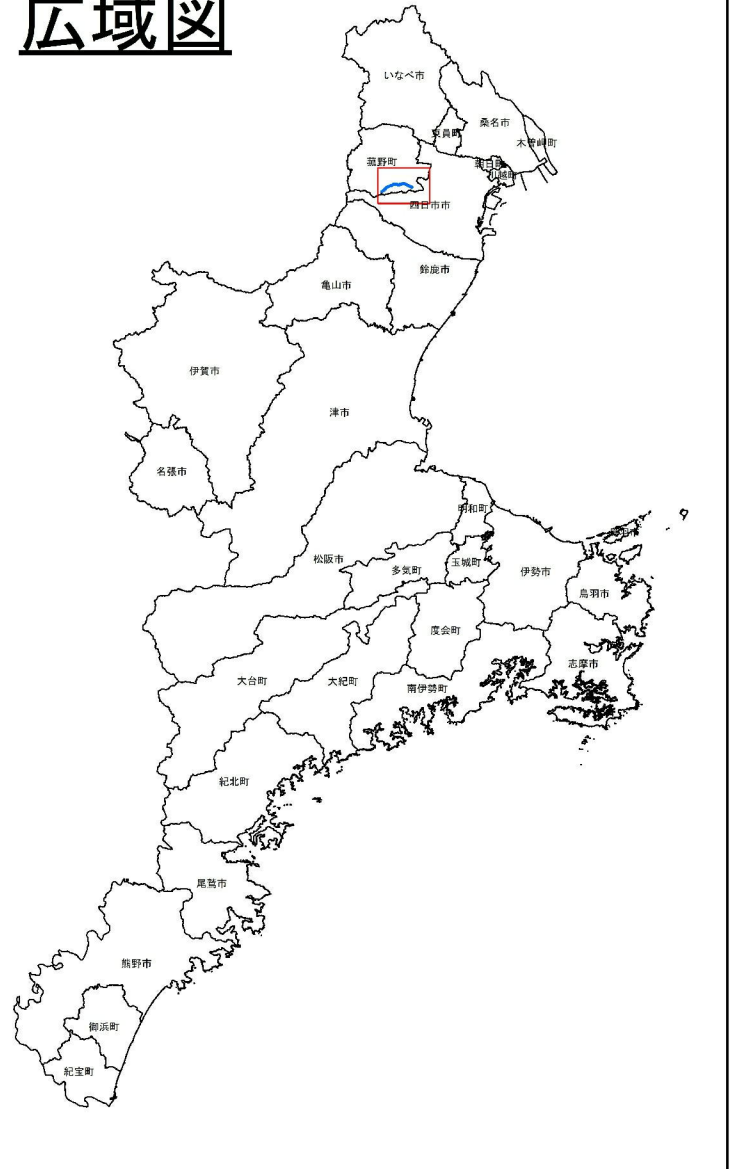 広域図
いなべ市
桑名市
東員町
木曽岬町
菰野町
朝日町
川越町
四日市市
鈴鹿市
亀山市
伊賀市
津市
名張市
明和町
松阪市
多気町
玉城町
伊勢市
鳥羽市
度会町
志摩市
大台町
大紀町
南伊勢町
紀北町
尾鷲市
熊野市
御浜町
紀宝町